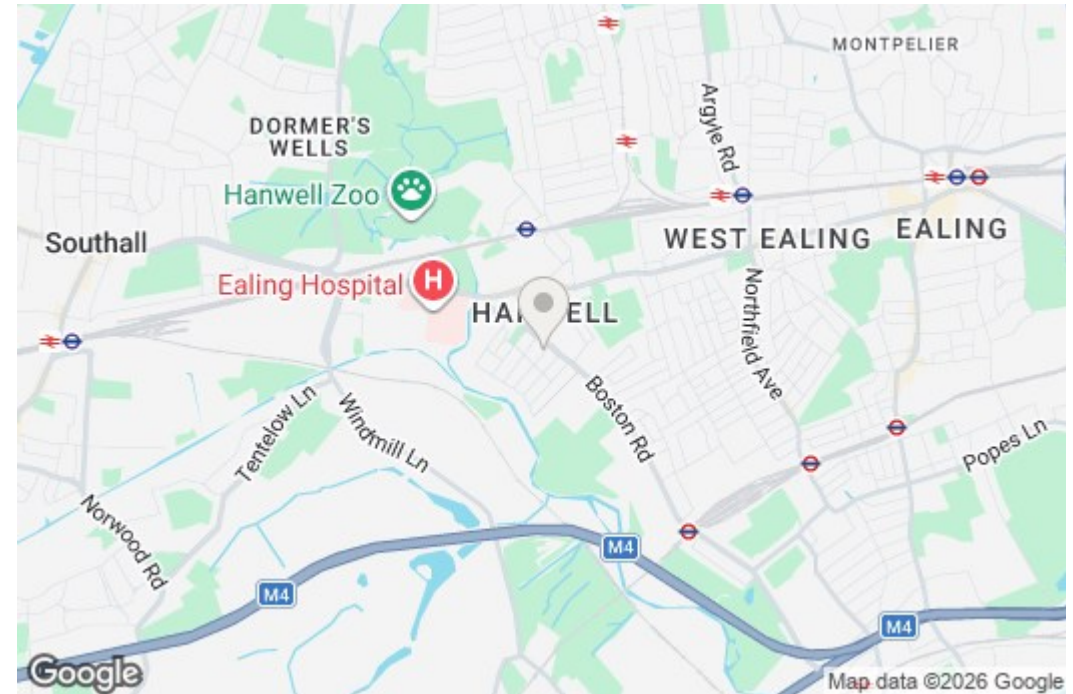 MONTPELIER
DORMER'S
WELLS
Argyle Rd
Hanwell Zoo
Southall
WEST EALING
EALING
Ealing Hospital
H
Northfield Ave
Boston Rd
Tentelow Ln
Windmill Ln
Popes Ln
Norwood Rd
M4
M4
M4
Google
Map data ©2026 Google